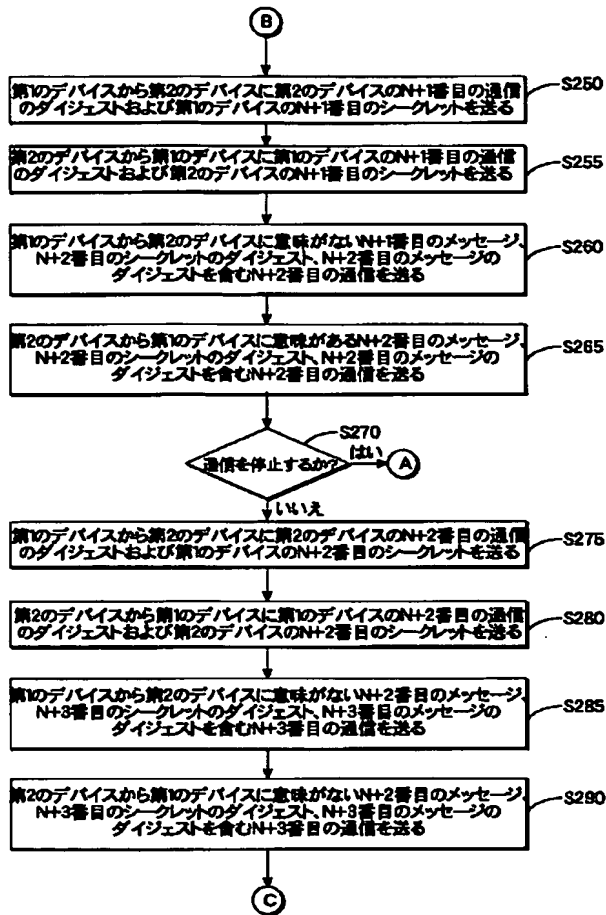 B
第1のデバイスから第2のデバイスに第2のデバイスのN+1番目の通信
のダイジェストおよび第1のデバイスのN+1番目のシークレットを送る
S250
第2のデバイスから第1のデバイスに第1のデバイスのN+1番目の通信
のダイジェストおよび第2のデバイスのN+1番目のシークレットを送る
S255
第1のデバイスから第2のデバイスに意味がないN+1番目のメッセージ、
N+2番目のシークレットのダイジェスト、N+2番目のメッセージの
ダイジェストを含むN+2番目の通信を送る
S260
第2のデバイスから第1のデバイスに意味があるN+2番目のメッセージ、
N+2番目のシークレットのダイジェスト、N+2番目のメッセージの
ダイジェストを含むN+2番目の通信を送る
S265
S270
通信を停止するか?
はい
A
いいえ
第1のデバイスから第2のデバイスに第2のデバイスのN+2番目の通信
のダイジェストおよび第1のデバイスのN+2番目のシークレットを送る
S275
第2のデバイスから第1のデバイスに第1のデバイスのN+2番目の通信
のダイジェストおよび第2のデバイスのN+2番目のシークレットを送る
S280
第1のデバイスから第2のデバイスに意味がないN+2番目のメッセージ、
N+3番目のシークレットのダイジェスト、N+3番目のメッセージの
ダイジェストを含むN+3番目の通信を送る
S285
第2のデバイスから第1のデバイスに意味がないN+2番目のメッセージ、
N+3番目のシークレットのダイジェスト、N+3番目のメッセージの
ダイジェストを含むN+3番目の通信を送る
S290
C